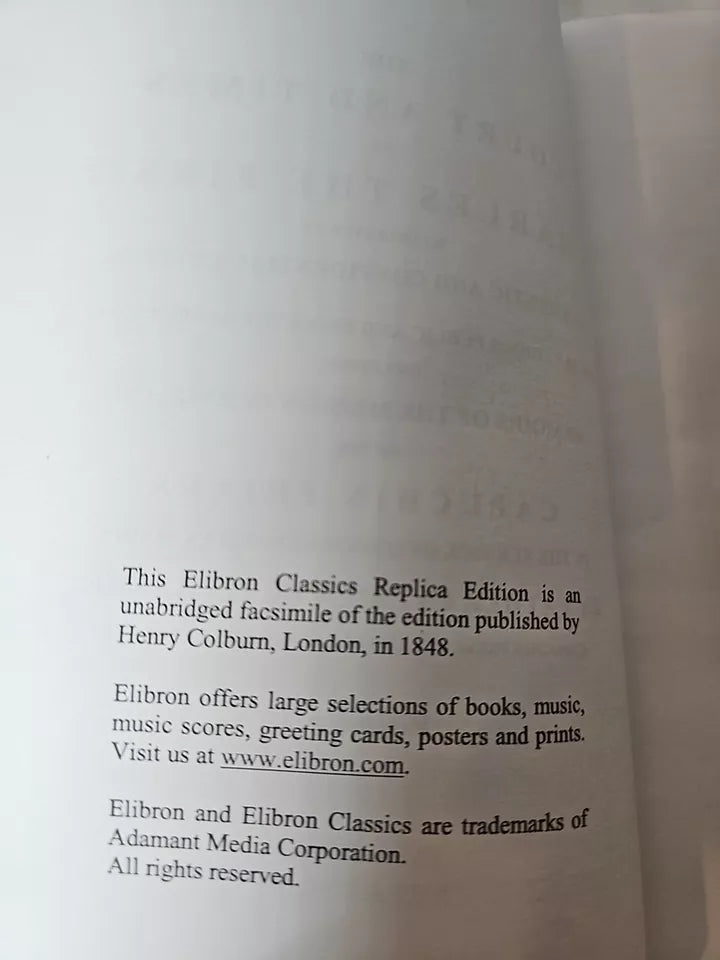 This Elibron Classics Replica Edition is an
unabridged facsimile of the edition published by
Henry Colburn, London, in 1848.
Elibron offers large selections of books, music,
music scores, greeting cards, posters and prints.
Visit us at www.elibron.com.
Elibron and Elibron Classics are trademarks of
Adamant Media Corporation.
All rights reserved.